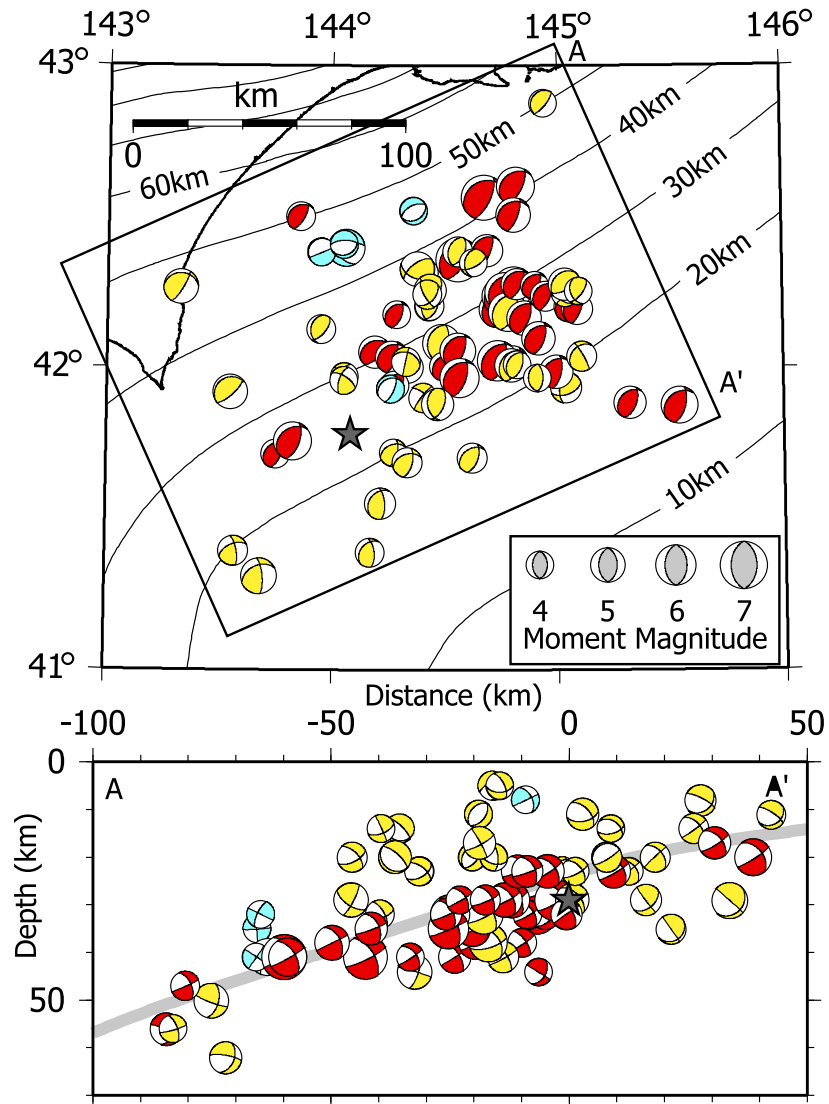 143° 144° 145° 146°
43°
A
km
0 100
40km
50km
60km
30km
20km
42°
A'
10km
4 5 6 7
Moment Magnitude
41°
Distance (km)
-100 -50 0 50
0
A A'
Depth (km)
50